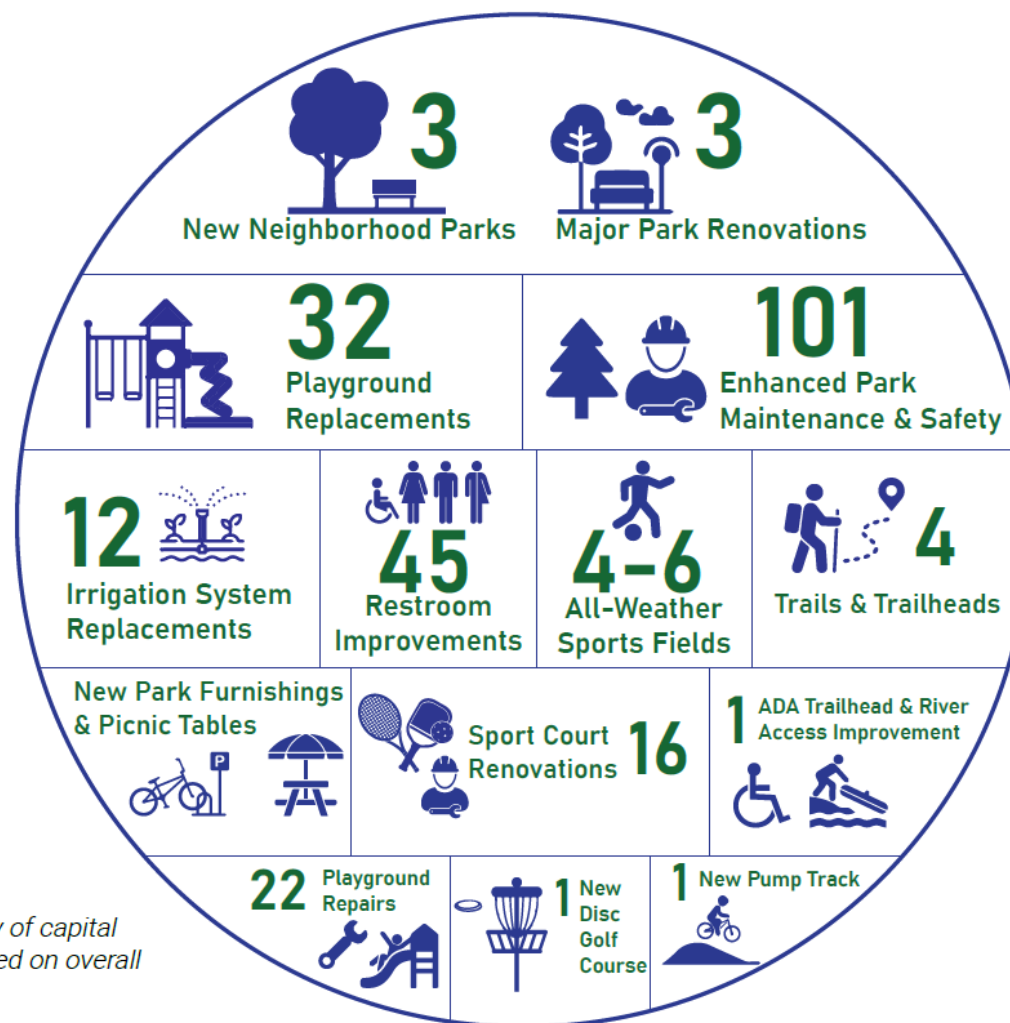 3
New Neighborhood Parks
3
Major Park Renovations
32
Playground
Replacements
101
Enhanced Park
Maintenance & Safety
12
Irrigation System
Replacements
45
Restroom
Improvements
4-6
All-Weather
Sports Fields
4
Trails & Trailheads
New Park Furnishings
& Picnic Tables
P
Sport Court
Renovations
16
1
ADA Trailhead & River
Access Improvement
22
Playground
Repairs
1
New
Disc
Golf
Course
1
New Pump Track
of capital
on overall